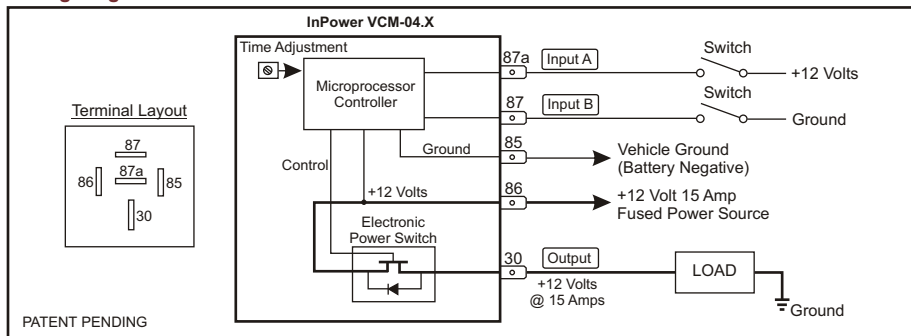 InPower VCM-04.X
Time Adjustment
Microprocessor
Controller
87a
Input A
Switch
+12 Volts
87
Input B
Switch
Ground
85
Ground
Vehicle Ground
(Battery Negative)
Control
+12 Volts
86
+12 Volt 15 Amp
Fused Power Source
Electronic
Power Switch
30
Output
+12 Volts
@ 15 Amps
LOAD
Ground
Terminal Layout
87
86
87a
85
30
PATENT PENDING